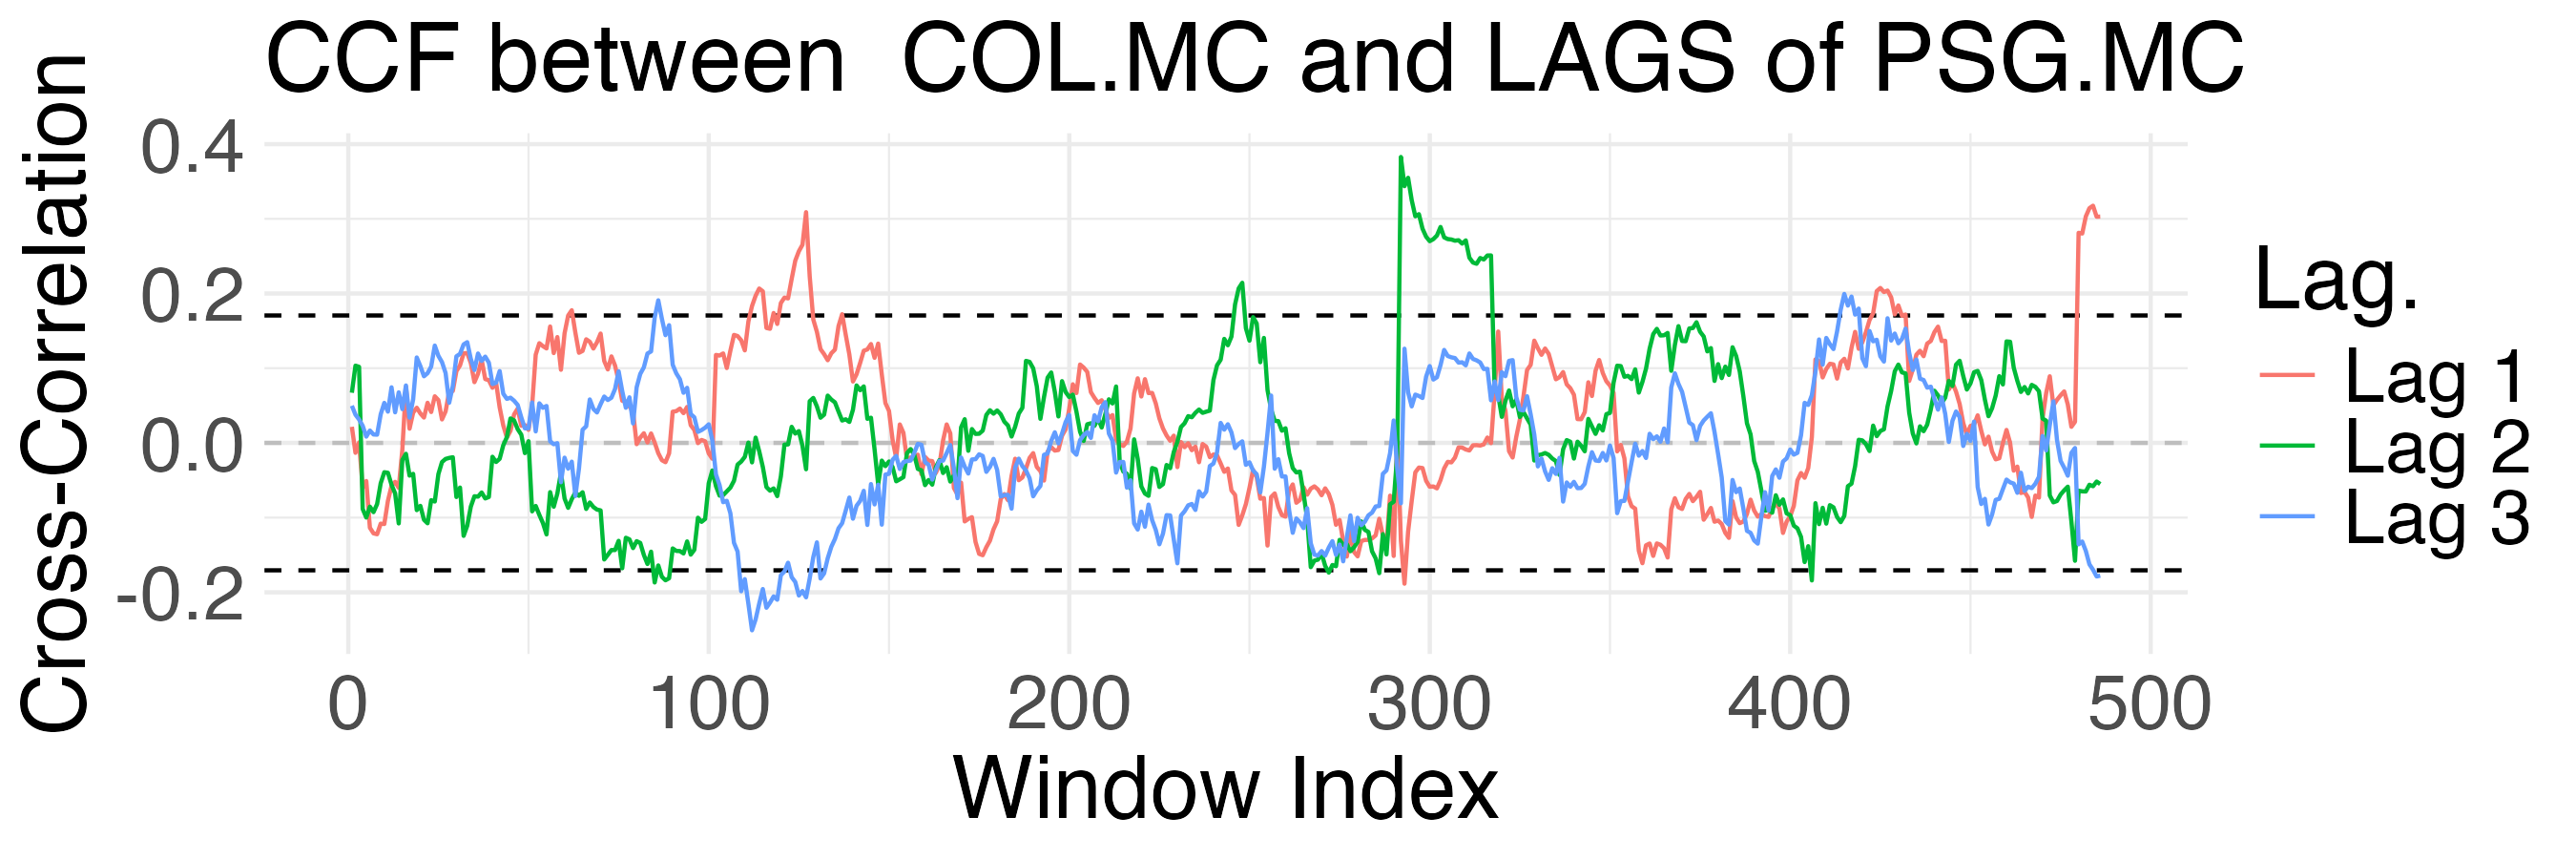 CCF between  COL.MC and LAGS of PSG.MC
Cross-Correlation
0.4
0.2
0.0
-0.2
0
100
200
300
400
500
Window Index
Lag.
Lag 1
Lag 2
Lag 3